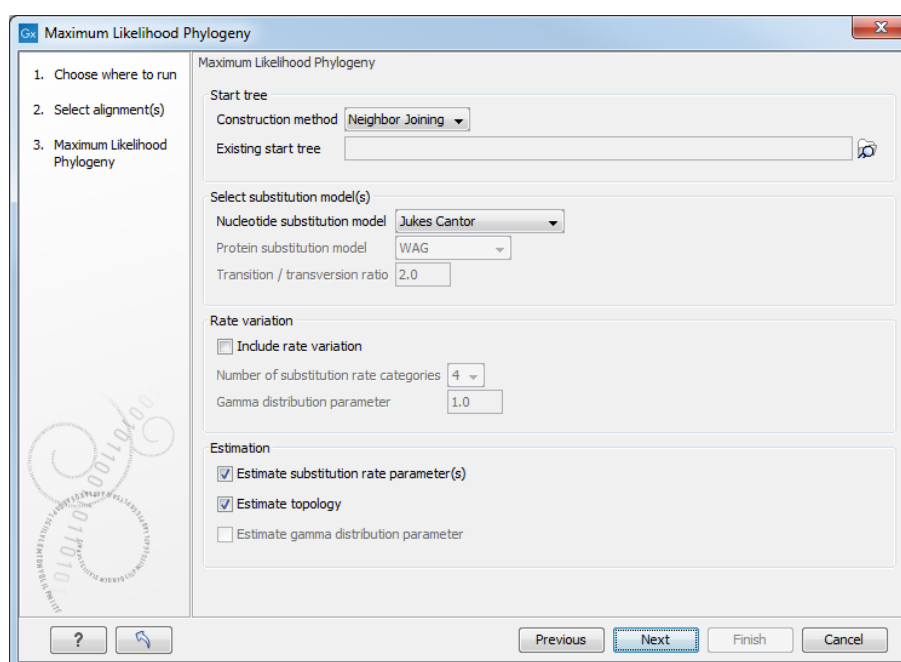 Gx Maximum Likelihood Phylogeny
1. Choose where to run
2. Select alignment(s)
3. Maximum Likelihood
Phylogeny
Maximum Likelihood Phylogeny
Start tree
Construction method Neighbor Joining
Existing start tree
Select substitution model(s)
Nucleotide substitution model Jukes Cantor
Protein substitution model WAG
Transition / transversion ratio 2.0
Rate variation
Include rate variation
Number of substitution rate categories 4
Gamma distribution parameter 1.0
Estimation
Estimate substitution rate parameter(s)
Estimate topology
Estimate gamma distribution parameter
? Previous Next Finish Cancel